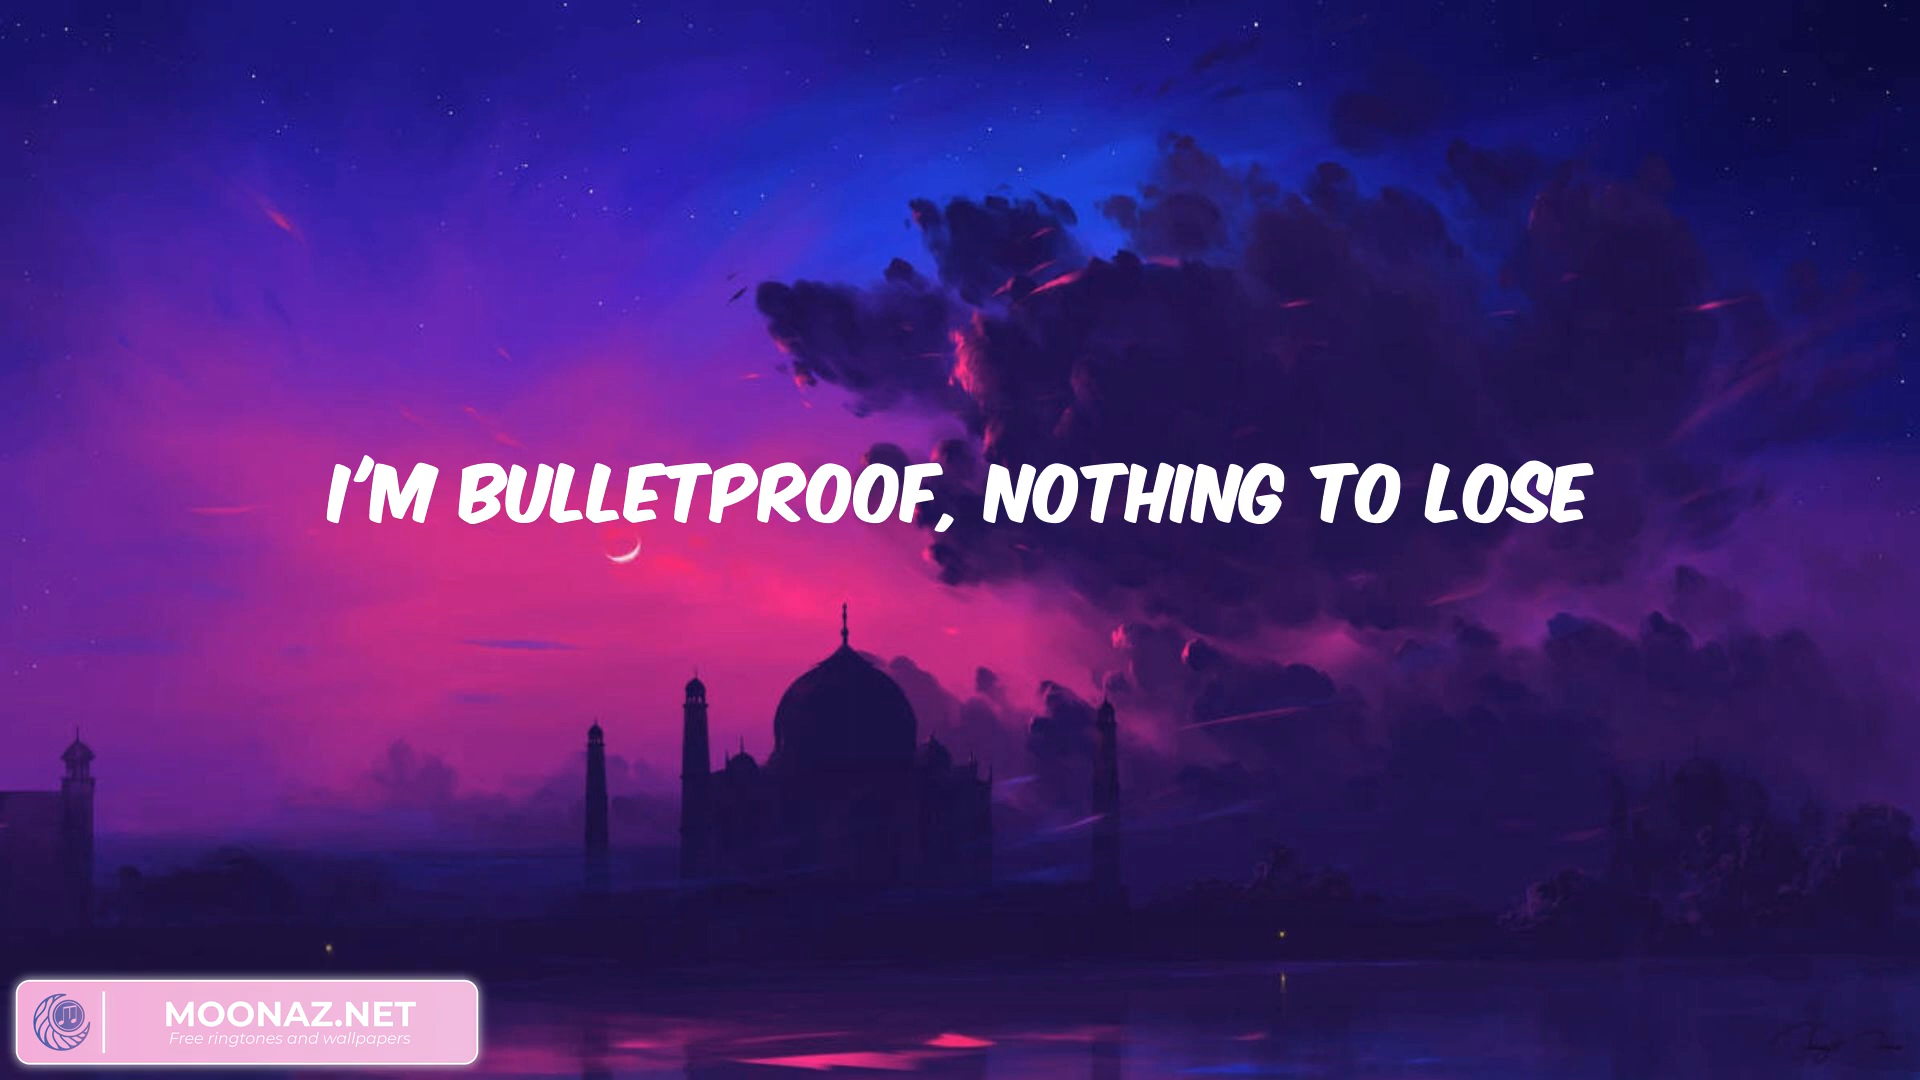 I'M BULLETPROOF, NOTHING TO LOSE
MOONAZ.NET
Free ringtones and wallpapers